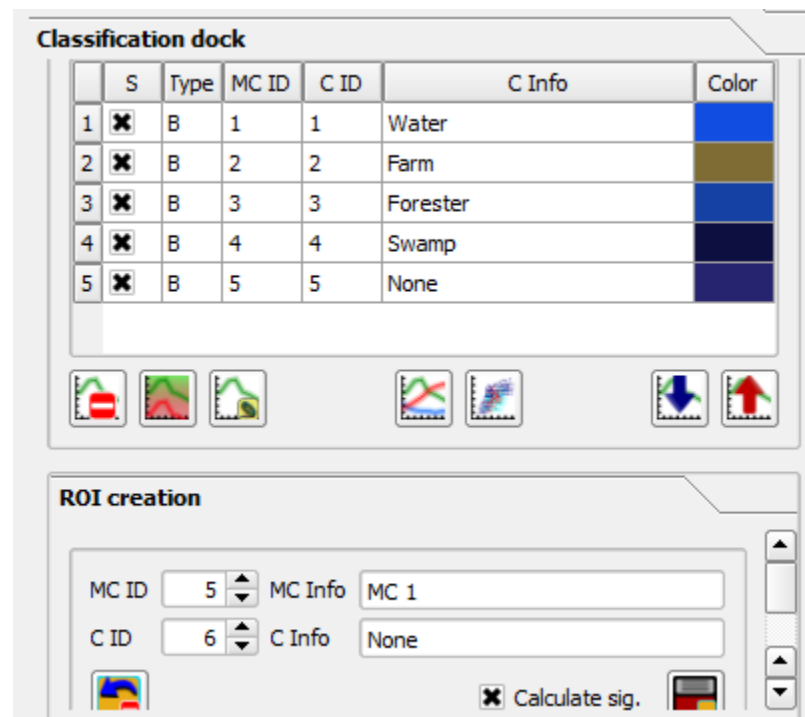 Classification dock
S Type MC ID C ID C Info Color
1 B 1 1 Water
2 B 2 2 Farm
3 B 3 3 Forester
4 B 4 4 Swamp
5 B 5 5 None
ROI creation
MC ID 5 MC Info MC 1
C ID 6 C Info None
Calculate sig.